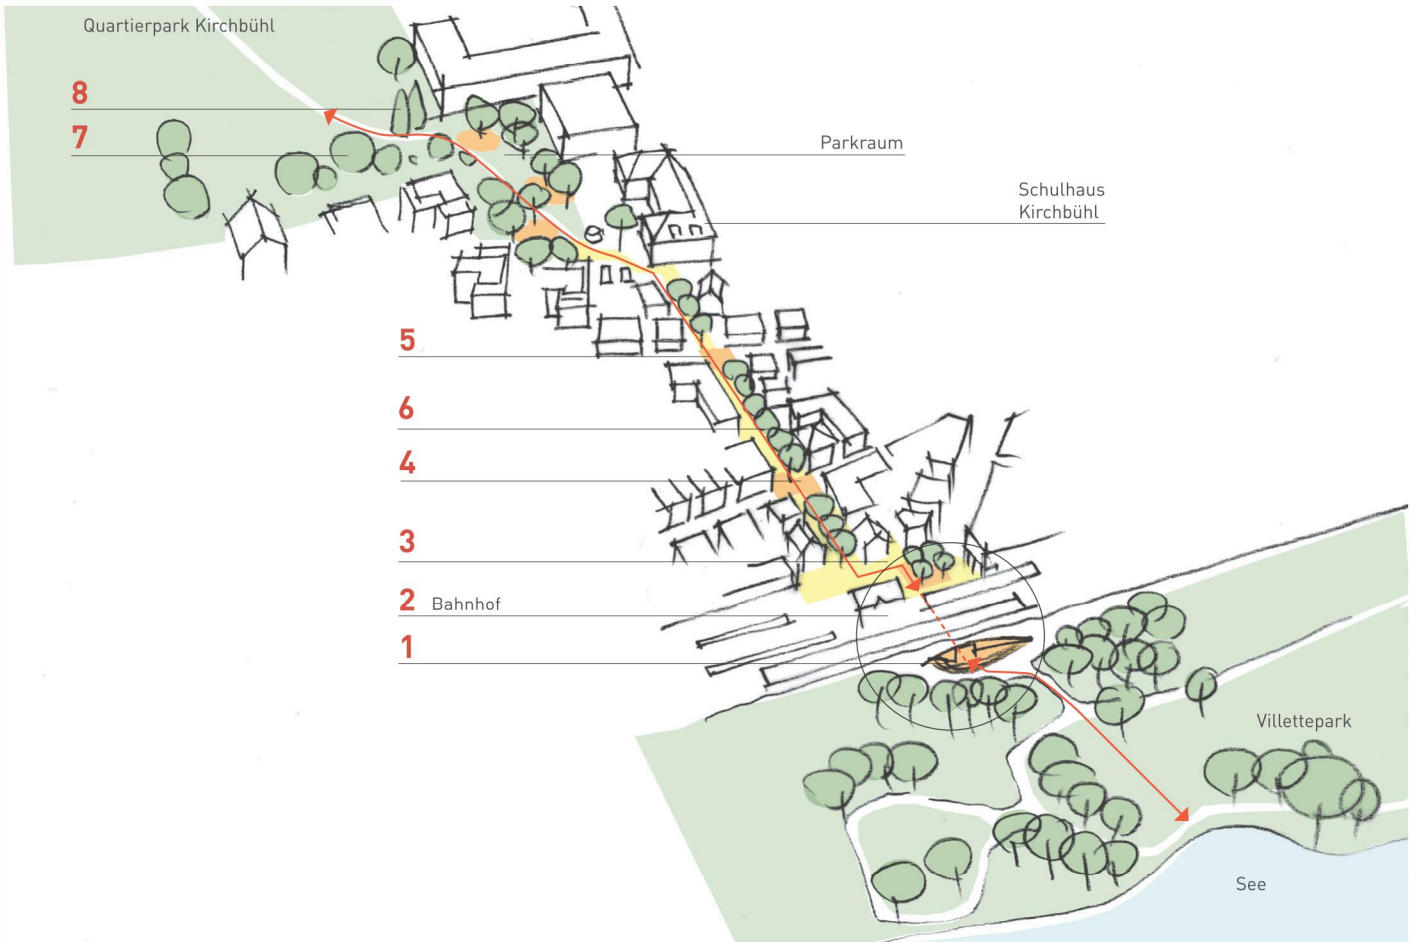 Quartierpark Kirchbühl
8
7
Parkraum
Schulhaus
Kirchbühl
5
6
4
3
2 Bahnhof
1
Villettepark
See